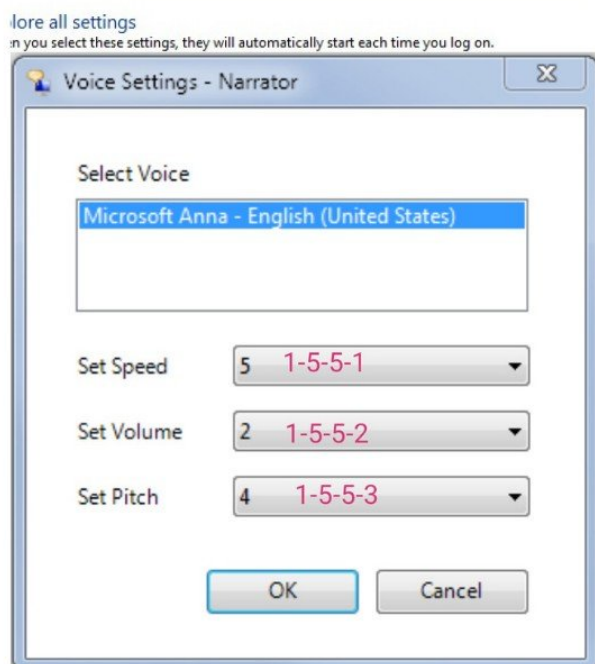 lore all settings
en you select these settings, they will automatically start each time you log on.
Voice Settings - Narrator
Select Voice
Microsoft Anna - English (United States)
Set Speed 5 1-5-5-1
Set Volume 2 1-5-5-2
Set Pitch 4 1-5-5-3
OK Cancel